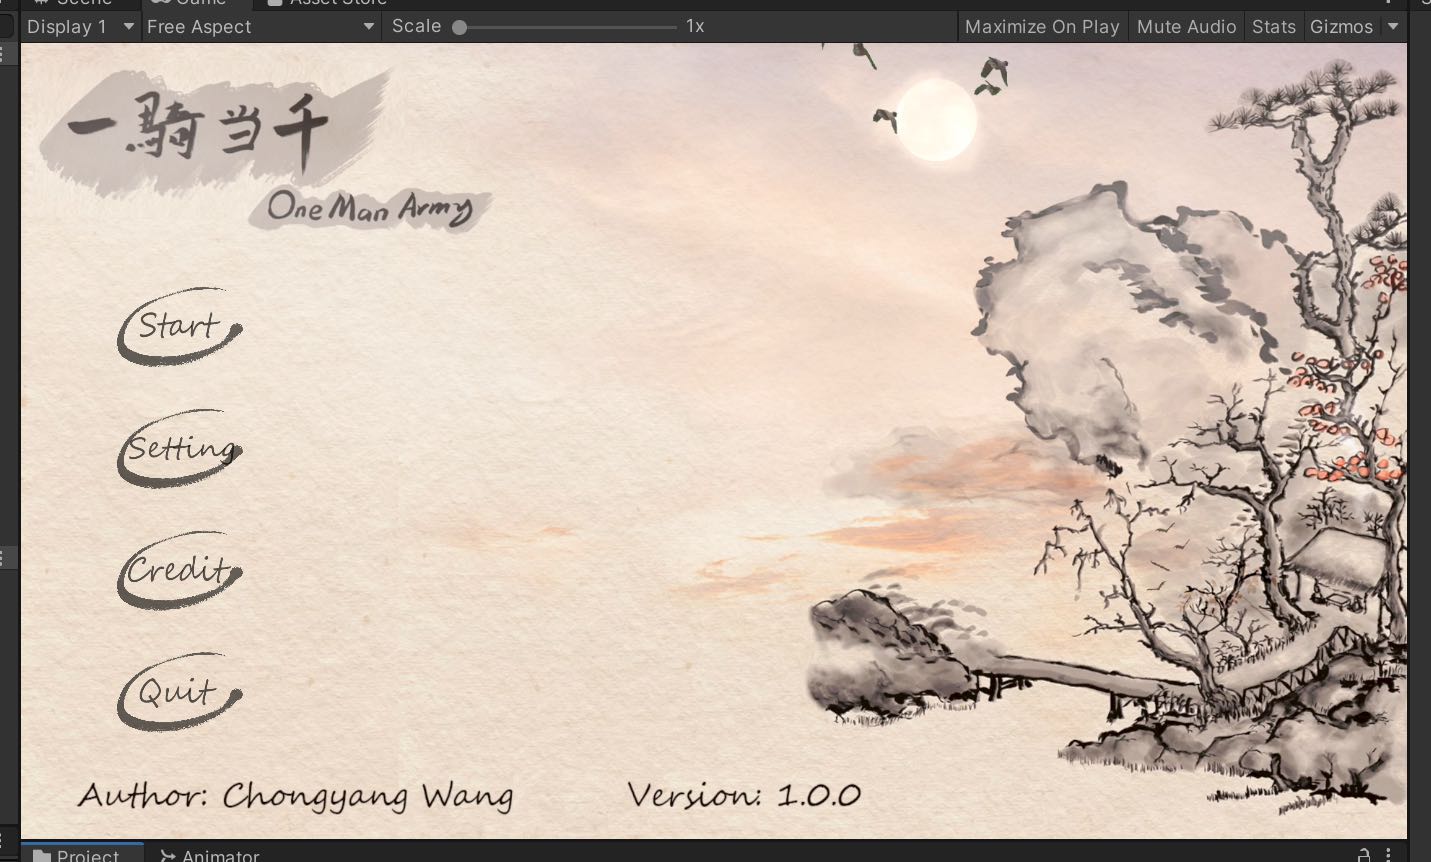 Scene
Game
Asset Store
Display 1
Free Aspect
Scale
1x
Maximize On Play
Mute Audio
Stats
Gizmos
一騎当千
One Man Army
Start
Setting
Credit
Quit
Author: Chongyang Wang
Version: 1.0.0
Project
Animator